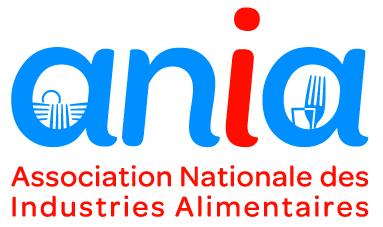 ania
Association Nationale des
Industries Alimentaires